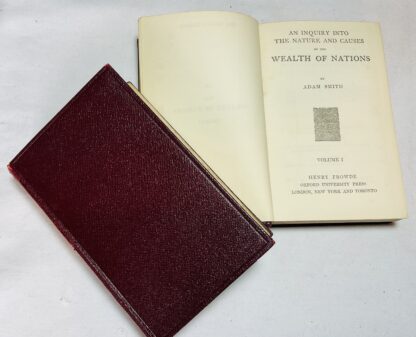 AN INQUIRY INTO
THE NATURE AND CAUSES
OF THE
WEALTH OF NATIONS
BY
ADAM SMITH
VOLUME I
HENRY FROWDE
OXFORD UNIVERSITY PRESS
LONDON, NEW YORK AND TORONTO